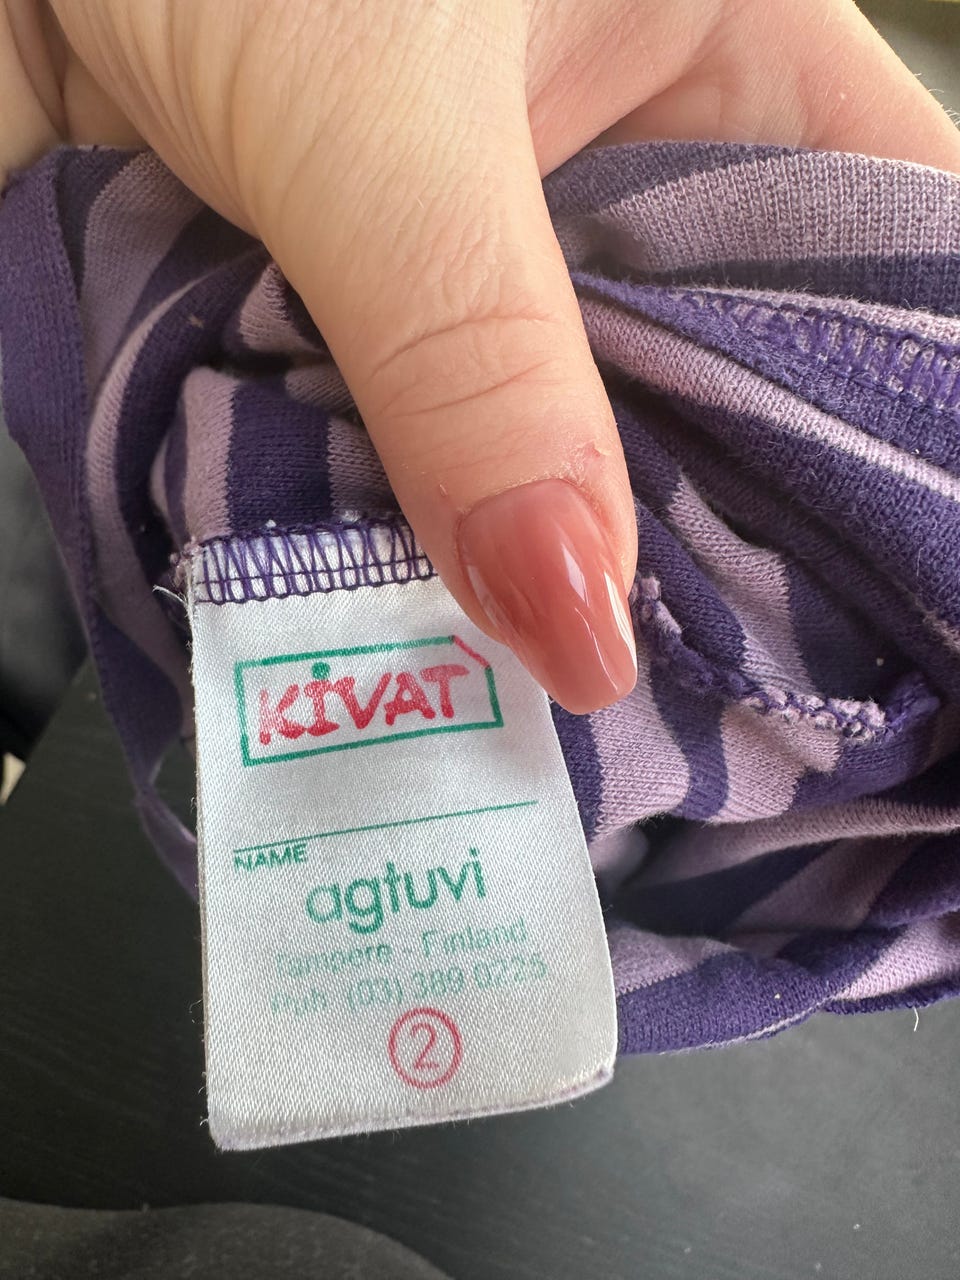 KiVAT
NAME
agtuvi
Tampere - Finland
Puh. (03) 389 0225
2